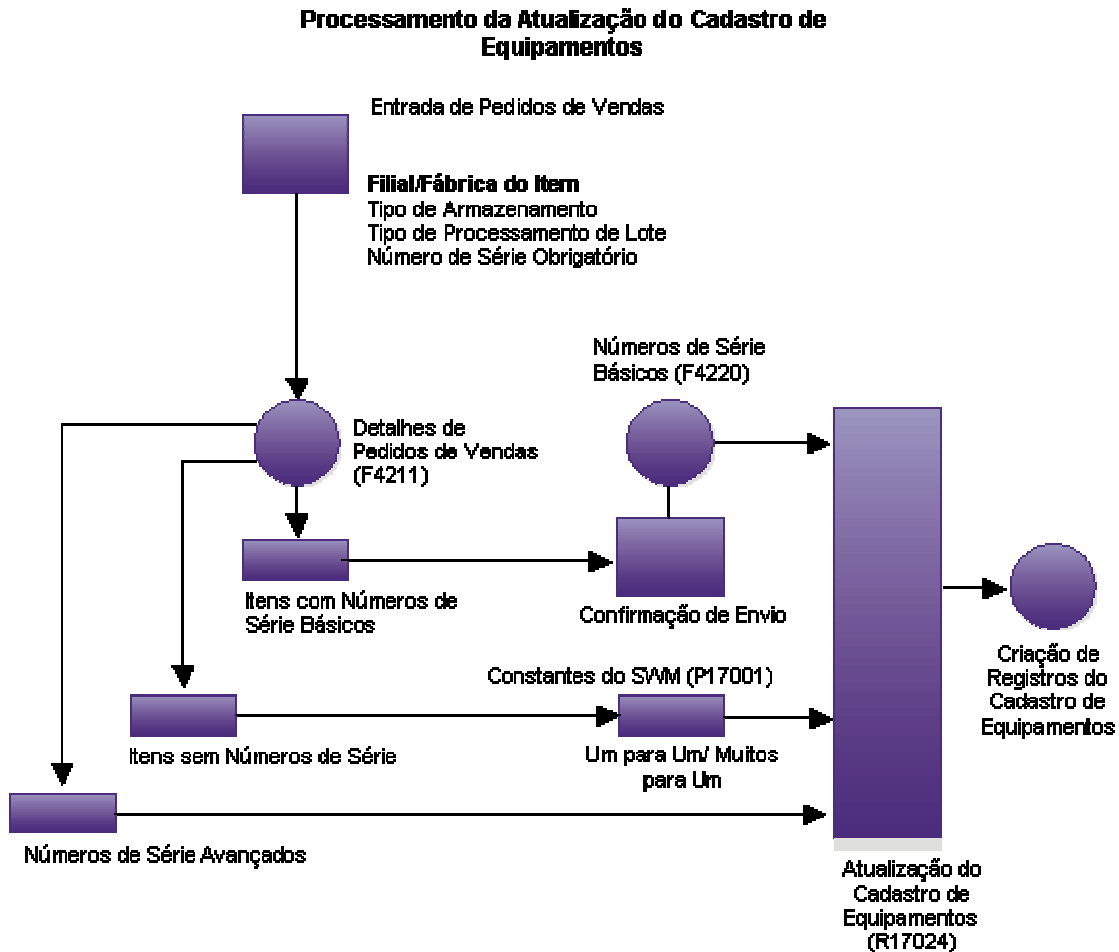 Processamento da Atualização do Cadastro de
Equipamentos
Entrada de Pedidos de Vendas
Filial/Fábrica do Item
Tipo de Armazenamento
Tipo de Processamento de Lote
Número de Série Obrigatório
Números de Série
Básicos (F4220)
Detalhes de
Pedidos de Vendas
(F4211)
Itens com Números de
Série Básicos
Confirmação de Envio
Criação de
Registros do
Cadastro de
Equipamentos
Constantes do SWM (P17001)
Itens sem Números de Série
Um para Um/ Muitos
para Um
Números de Série Avançados
Atualização do
Cadastro de
Equipamentos
(R17024)